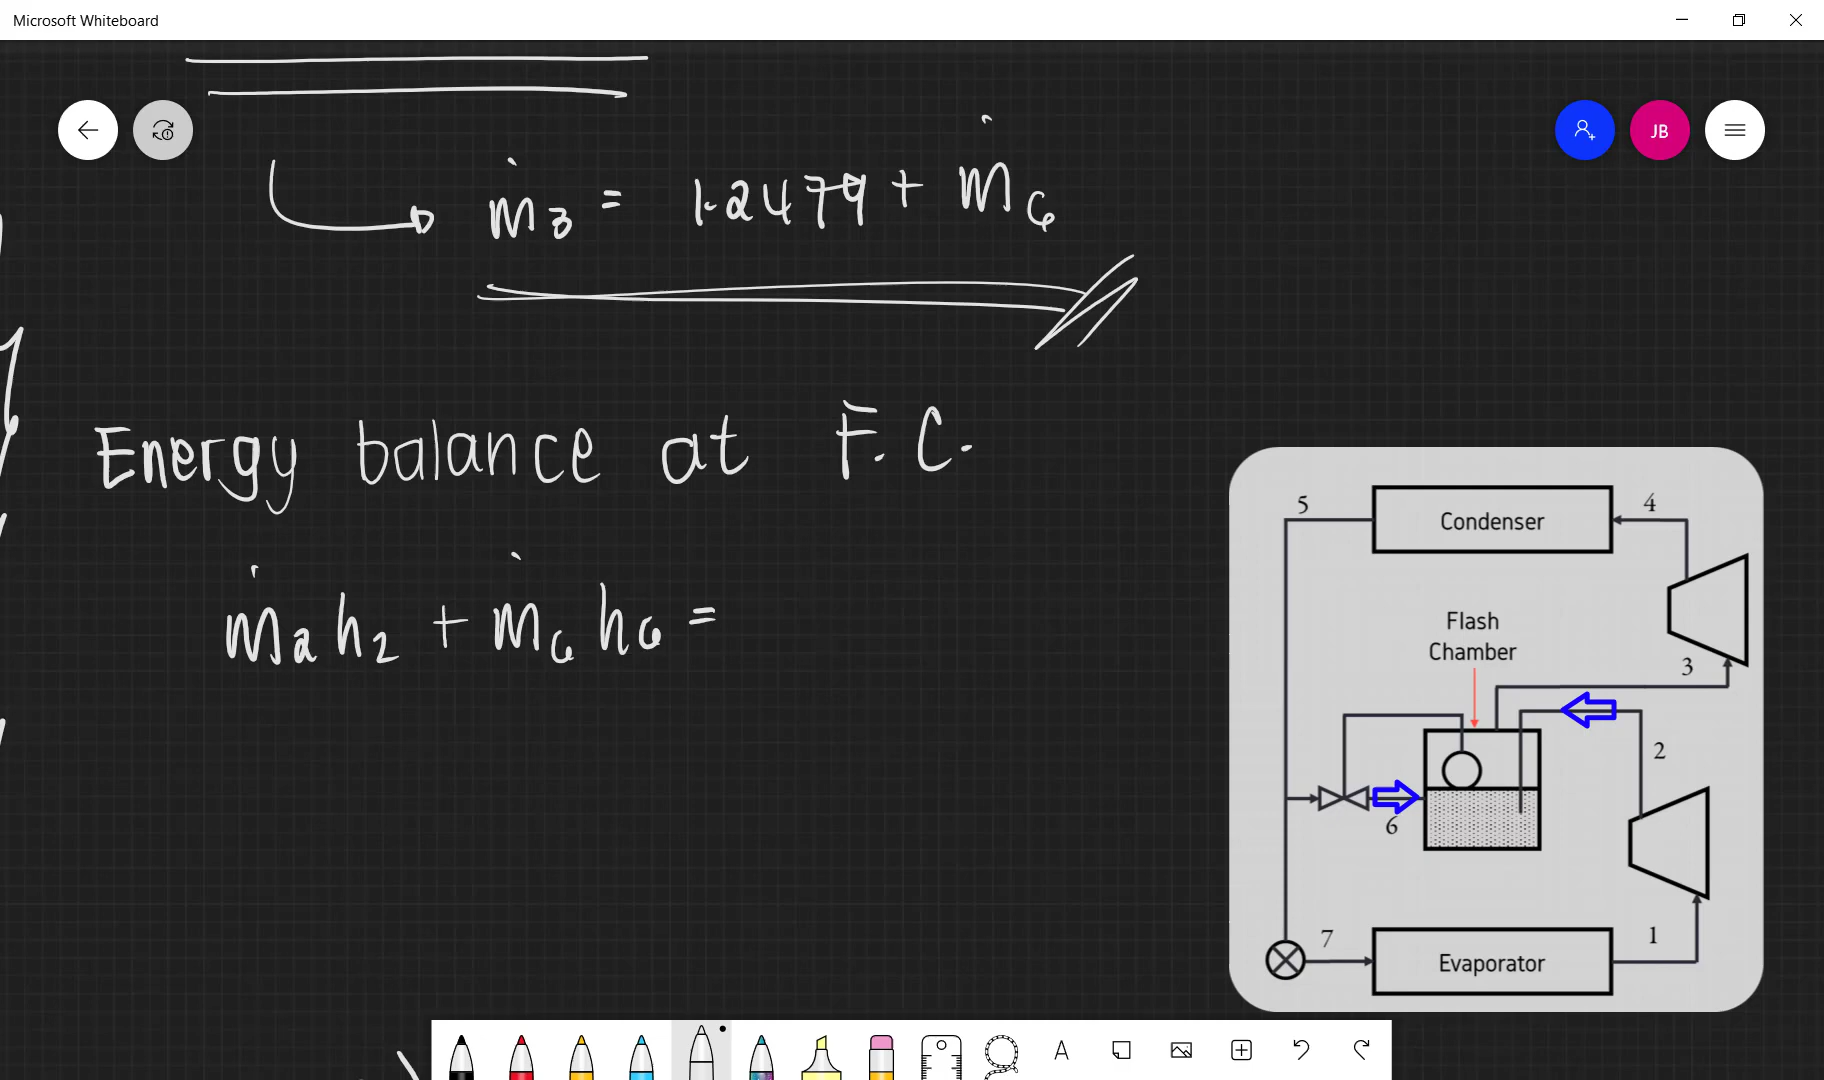 Microsoft Whiteboard
JB
ṁ3 = 1.2479 + ṁ6
Energy balance at F.C.
ṁ2 h2 + ṁ6 h6 =
5
Condenser
4
Flash
Chamber
3
2
6
7
Evaporator
1
A